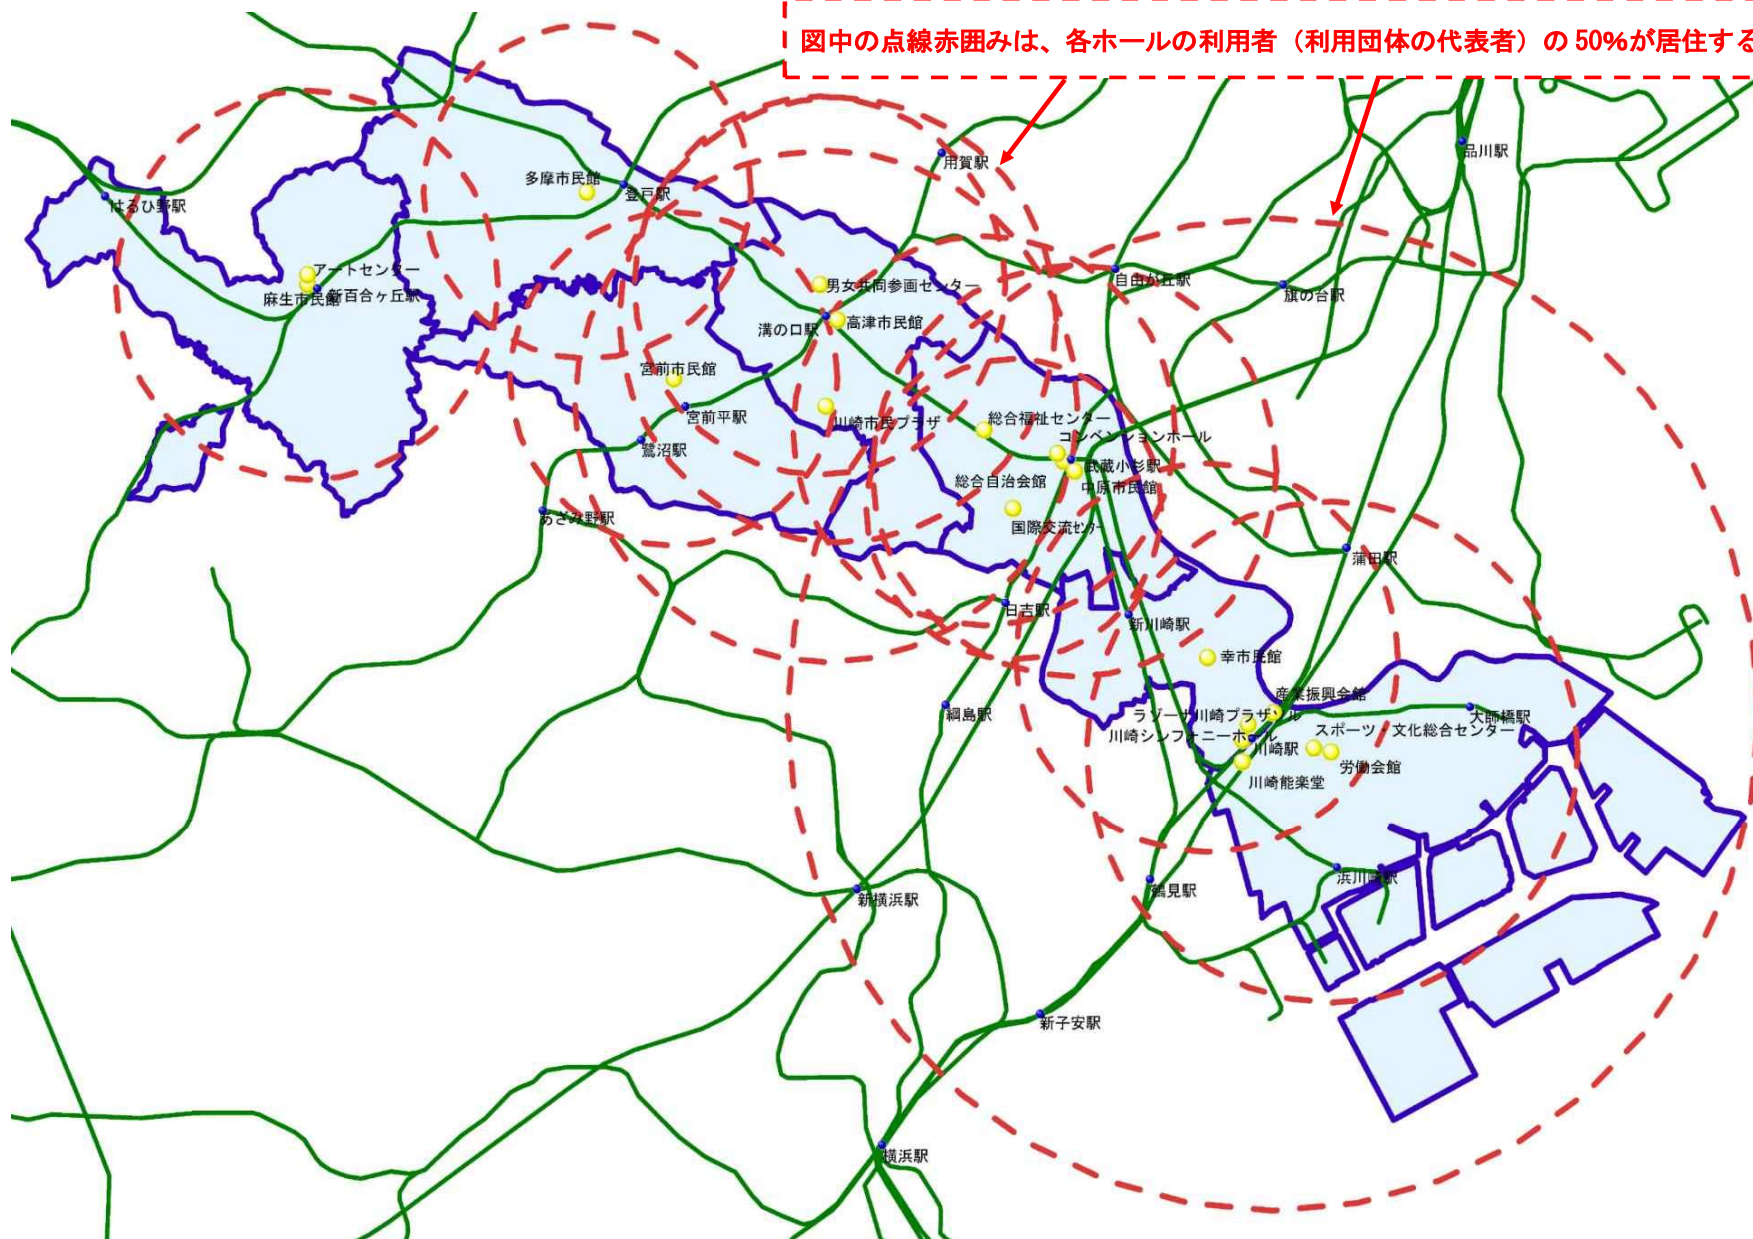 図中の点線赤囲みは、各ホールの利用者（利用団体の代表者）の50%が居住する
品川駅
用賀駅
多摩市民館
登戸駅
はるひ野駅
アートセンター
麻生市民館
新百合ヶ丘駅
男女共同参画センター
自由が丘駅
旗の台駅
溝の口駅
高津市民館
宮前市民館
宮前平駅
川崎市民プラザ
総合福祉センター
コンベンションホール
鷺沼駅
武蔵小杉駅
総合自治会館
中原市民館
あざみ野駅
国際交流センター
蒲田駅
日吉駅
新川崎駅
幸市民館
産業振興会館
綱島駅
ラゾーナ川崎プラザソル
大師橋駅
スポーツ・文化総合センター
川崎シンフォニーホール
川崎駅
労働会館
川崎能楽堂
浜川崎駅
鶴見駅
新横浜駅
新子安駅
横浜駅